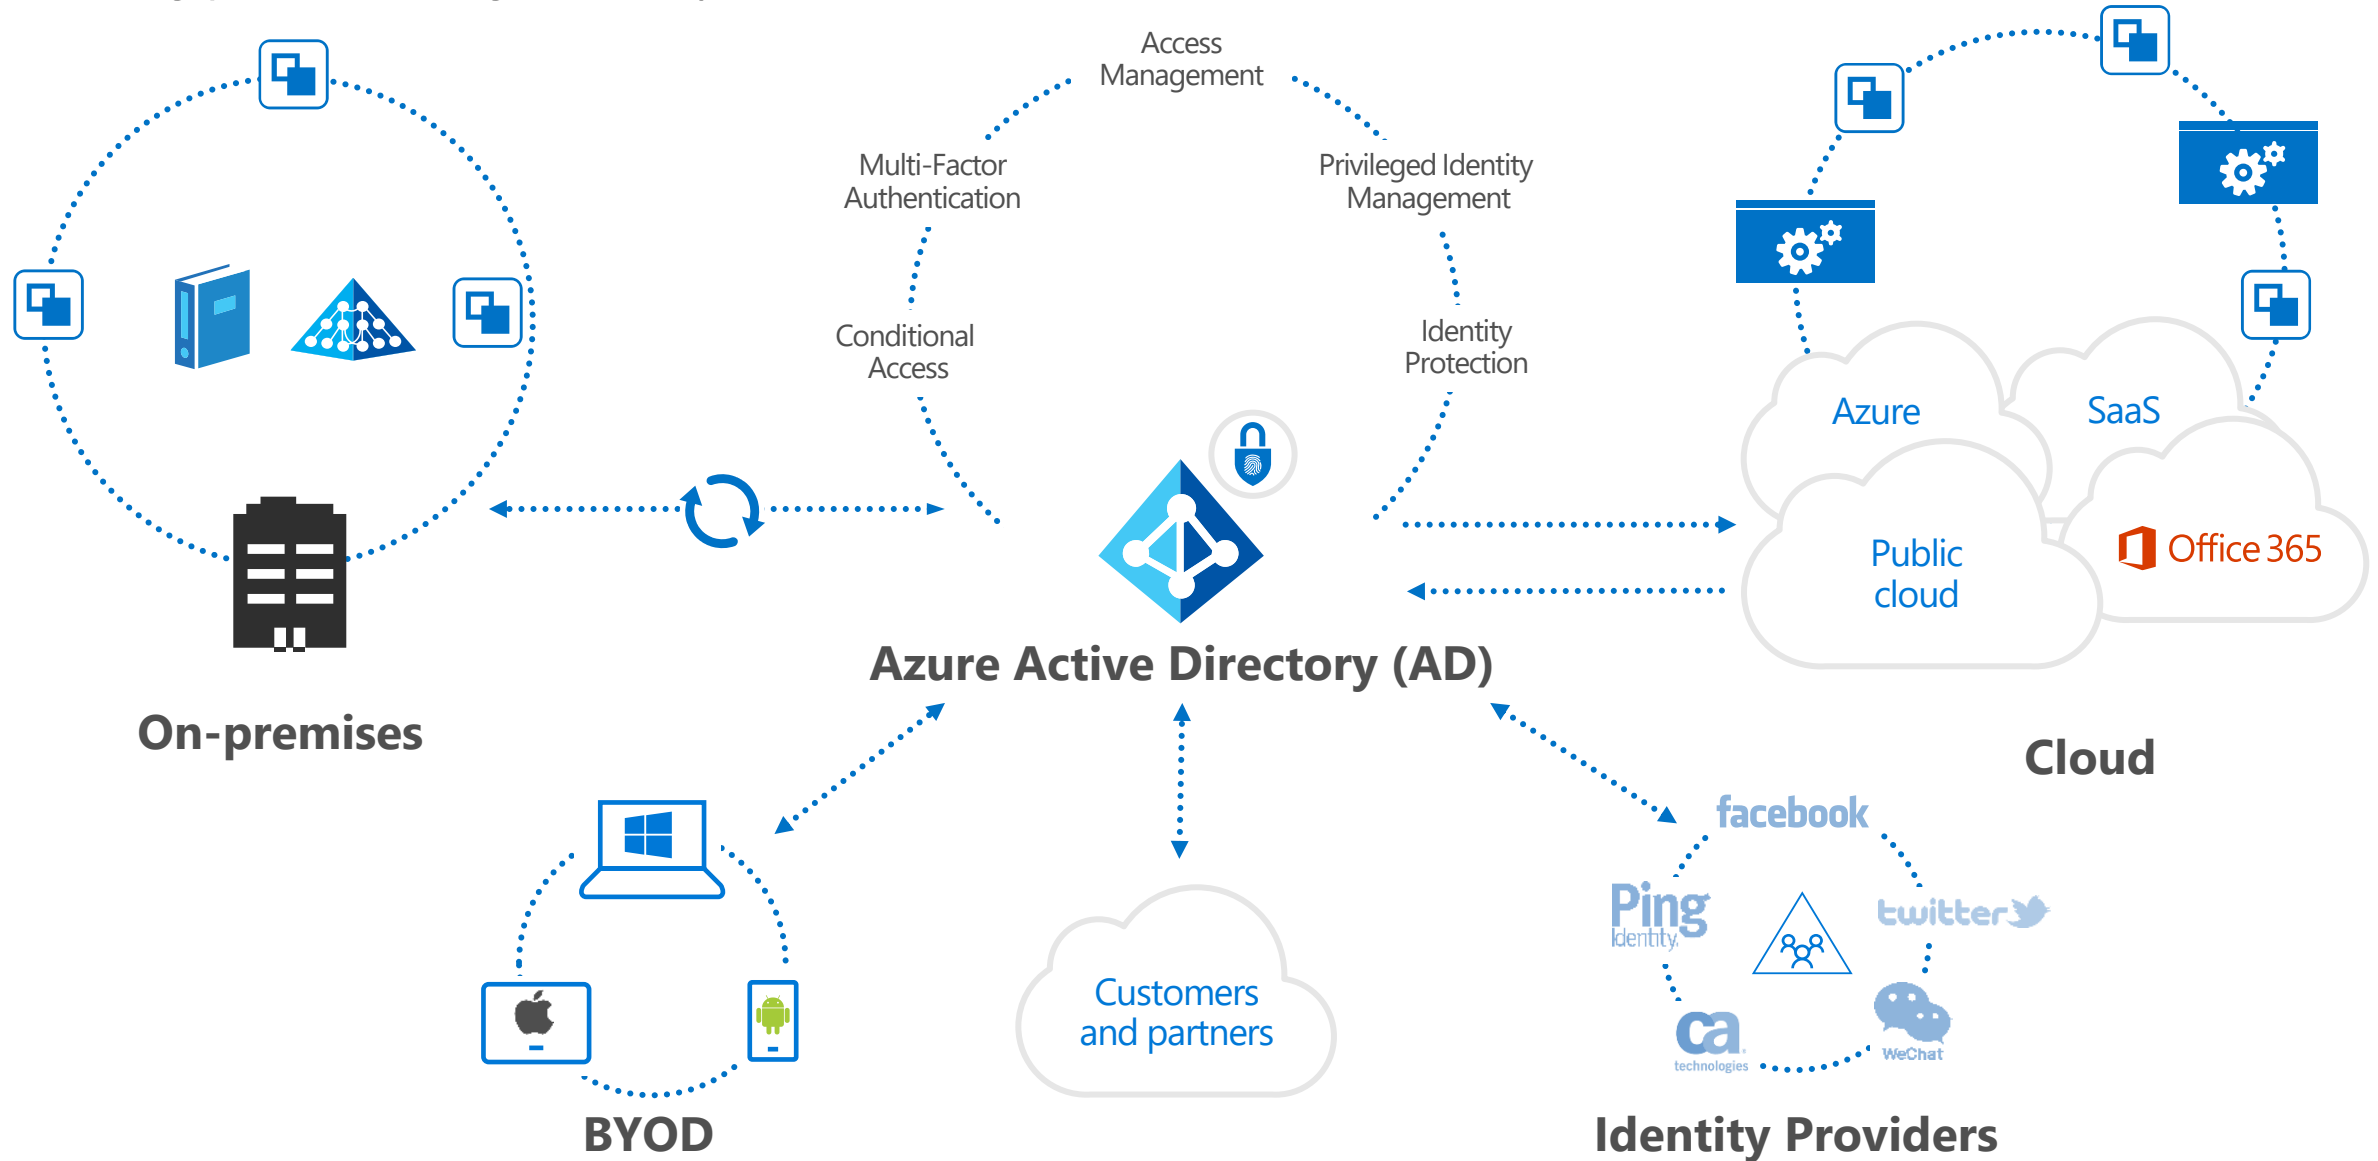 Access
Management
Multi-Factor
Authentication
Privileged Identity
Management
Conditional
Access
Identity
Protection
Azure
SaaS
Public
cloud
Office 365
Azure Active Directory (AD)
On-premises
Cloud
facebook
Ping
Identity
twitter
Customers
and partners
ca
technologies
WeChat
BYOD
Identity Providers